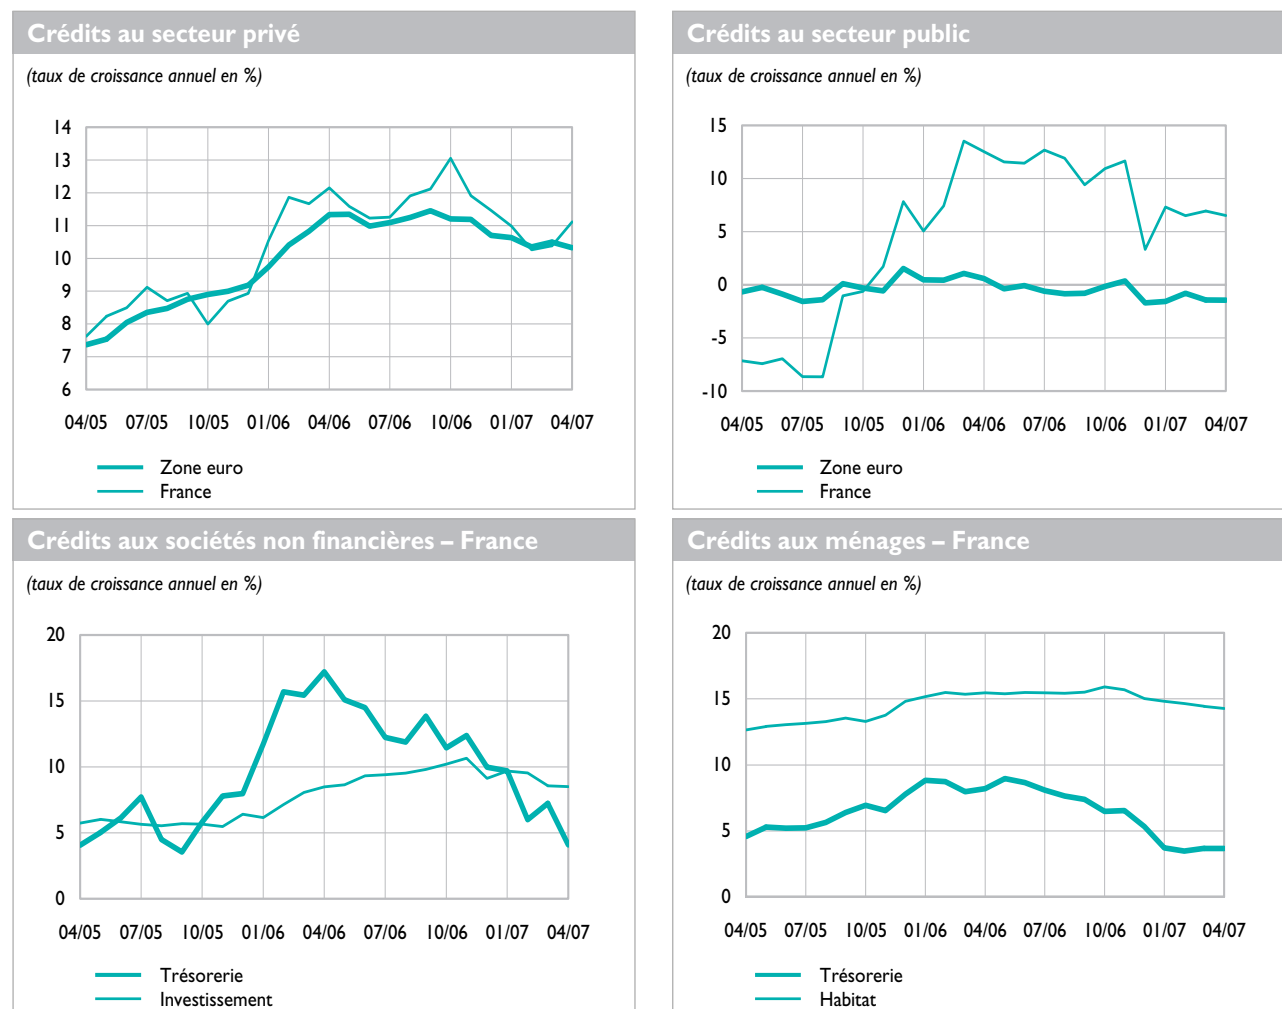 Crédits au secteur privé
(taux de croissance annuel en %)
14
13
12
11
10
9
8
7
6
04/05 07/05 10/05 01/06 04/06 07/06 10/06 01/07 04/07
Zone euro
France
Crédits au secteur public
(taux de croissance annuel en %)
15
10
5
0
-5
-10
04/05 07/05 10/05 01/06 04/06 07/06 10/06 01/07 04/07
Zone euro
France
Crédits aux sociétés non financières – France
(taux de croissance annuel en %)
20
15
10
5
0
04/05 07/05 10/05 01/06 04/06 07/06 10/06 01/07 04/07
Trésorerie
Investissement
Crédits aux ménages – France
(taux de croissance annuel en %)
20
15
10
5
0
04/05 07/05 10/05 01/06 04/06 07/06 10/06 01/07 04/07
Trésorerie
Habitat